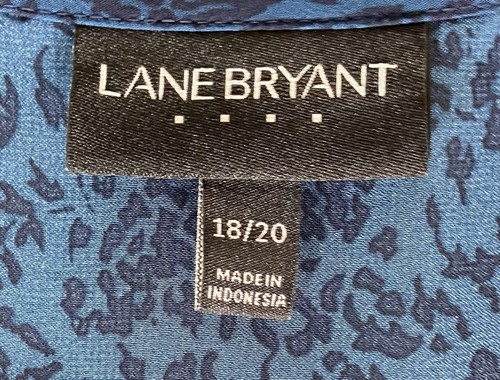 LANE BRYANT
18/20
MADE IN
INDONESIA